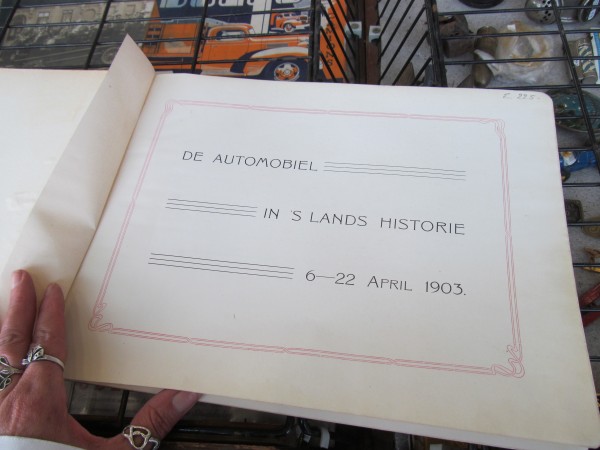 DE AUTOMOBIEL
IN 'S LANDS HISTORIE
6—22 APRIL 1903.